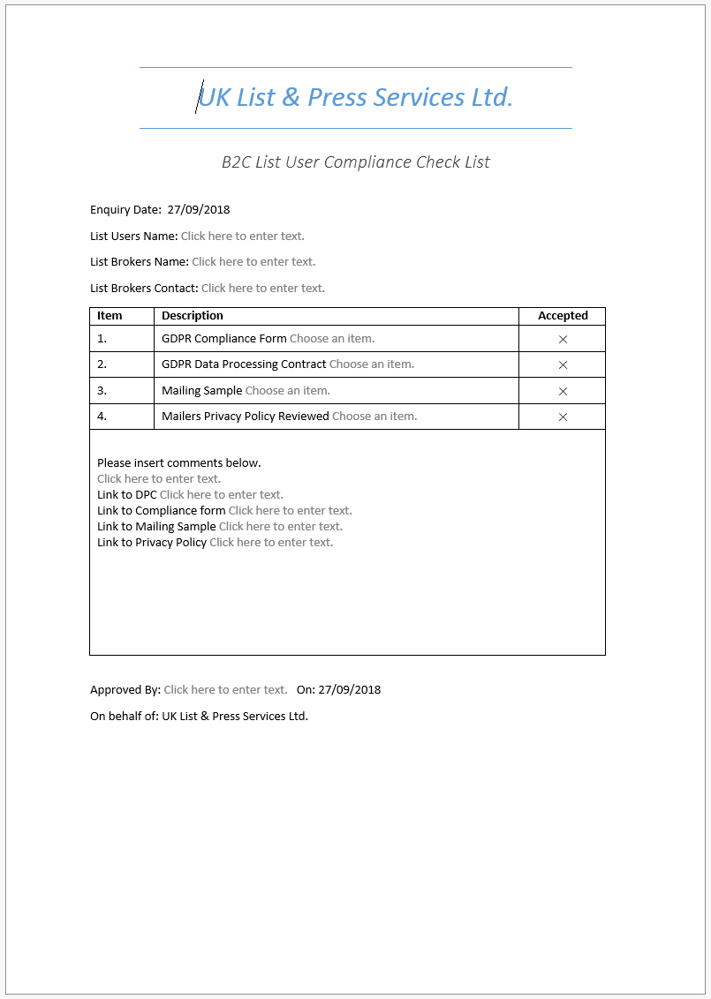 UK List & Press Services Ltd.
B2C List User Compliance Check List
Enquiry Date:  27/09/2018
List Users Name: Click here to enter text.
List Brokers Name: Click here to enter text.
List Brokers Contact: Click here to enter text.
Item Description Accepted
1. GDPR Compliance Form Choose an item. ×
2. GDPR Data Processing Contract Choose an item. ×
3. Mailing Sample Choose an item. ×
4. Mailers Privacy Policy Reviewed Choose an item. ×
Please insert comments below.
Click here to enter text.
Link to DPC Click here to enter text.
Link to Compliance form Click here to enter text.
Link to Mailing Sample Click here to enter text.
Link to Privacy Policy Click here to enter text.
Approved By: Click here to enter text.   On: 27/09/2018
On behalf of: UK List & Press Services Ltd.